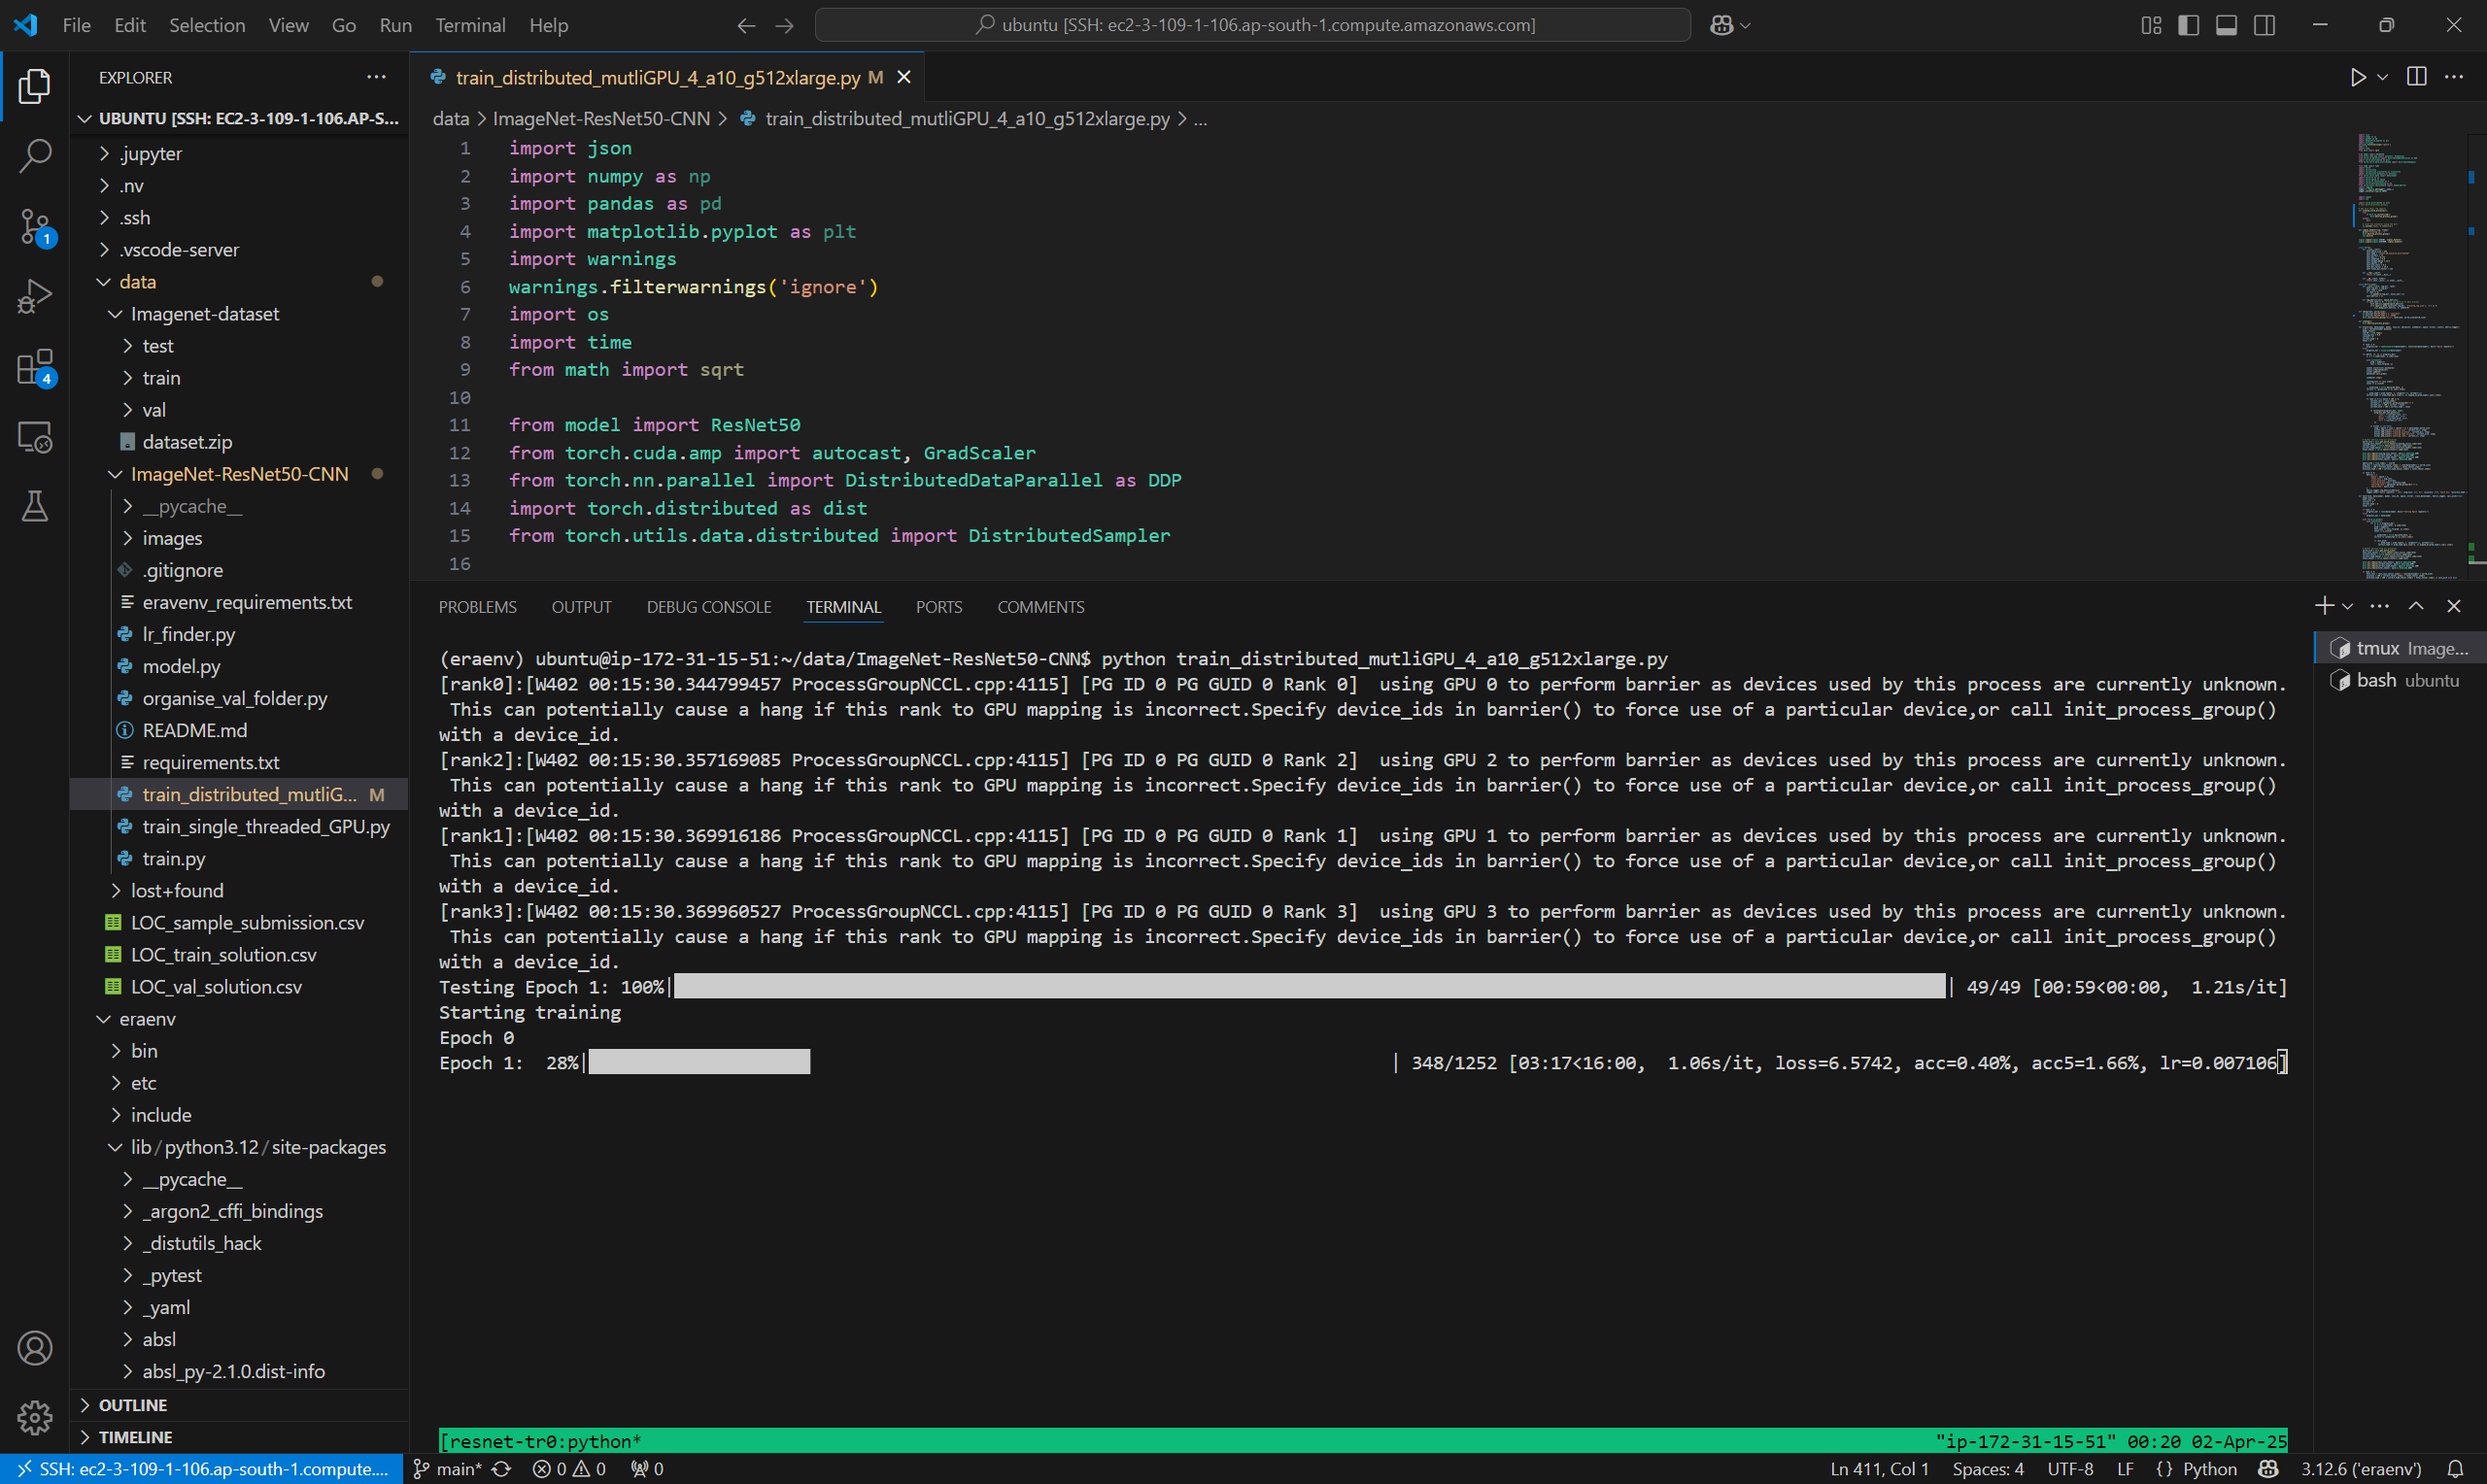 File Edit Selection View Go Run Terminal Help
ubuntu [SSH: ec2-3-109-1-106.ap-south-1.compute.amazonaws.com]
EXPLORER
UBUNTU [SSH: EC2-3-109-1-106.AP-S...
.jupyter
.nv
.ssh
.vscode-server
data
Imagenet-dataset
test
train
val
dataset.zip
ImageNet-ResNet50-CNN
__pycache__
images
.gitignore
eravenv_requirements.txt
lr_finder.py
model.py
organise_val_folder.py
README.md
requirements.txt
train_distributed_mutliG... M
train_single_threaded_GPU.py
train.py
lost+found
LOC_sample_submission.csv
LOC_train_solution.csv
LOC_val_solution.csv
eraenv
bin
etc
include
lib/python3.12/site-packages
__pycache__
_argon2_cffi_bindings
_distutils_hack
_pytest
_yaml
absl
absl_py-2.1.0.dist-info
OUTLINE
TIMELINE
1
4
train_distributed_mutliGPU_4_a10_g512xlarge.py M
data > ImageNet-ResNet50-CNN > train_distributed_mutliGPU_4_a10_g512xlarge.py > ...
1 import json
2 import numpy as np
3 import pandas as pd
4 import matplotlib.pyplot as plt
5 import warnings
6 warnings.filterwarnings('ignore')
7 import os
8 import time
9 from math import sqrt
10
11 from model import ResNet50
12 from torch.cuda.amp import autocast, GradScaler
13 from torch.nn.parallel import DistributedDataParallel as DDP
14 import torch.distributed as dist
15 from torch.utils.data.distributed import DistributedSampler
16
PROBLEMS OUTPUT DEBUG CONSOLE TERMINAL PORTS COMMENTS
tmux Image...
bash ubuntu
(eraenv) ubuntu@ip-172-31-15-51:~/data/ImageNet-ResNet50-CNN$ python train_distributed_mutliGPU_4_a10_g512xlarge.py
[rank0]:[W402 00:15:30.344799457 ProcessGroupNCCL.cpp:4115] [PG ID 0 PG GUID 0 Rank 0]  using GPU 0 to perform barrier as devices used by this process are currently unknown.
This can potentially cause a hang if this rank to GPU mapping is incorrect.Specify device_ids in barrier() to force use of a particular device,or call init_process_group()
with a device_id.
[rank2]:[W402 00:15:30.357169085 ProcessGroupNCCL.cpp:4115] [PG ID 0 PG GUID 0 Rank 2]  using GPU 2 to perform barrier as devices used by this process are currently unknown.
This can potentially cause a hang if this rank to GPU mapping is incorrect.Specify device_ids in barrier() to force use of a particular device,or call init_process_group()
with a device_id.
[rank1]:[W402 00:15:30.369916186 ProcessGroupNCCL.cpp:4115] [PG ID 0 PG GUID 0 Rank 1]  using GPU 1 to perform barrier as devices used by this process are currently unknown.
This can potentially cause a hang if this rank to GPU mapping is incorrect.Specify device_ids in barrier() to force use of a particular device,or call init_process_group()
with a device_id.
[rank3]:[W402 00:15:30.369960527 ProcessGroupNCCL.cpp:4115] [PG ID 0 PG GUID 0 Rank 3]  using GPU 3 to perform barrier as devices used by this process are currently unknown.
This can potentially cause a hang if this rank to GPU mapping is incorrect.Specify device_ids in barrier() to force use of a particular device,or call init_process_group()
with a device_id.
Testing Epoch 1: 100%| | 49/49 [00:59<00:00,  1.21s/it]
Starting training
Epoch 0
Epoch 1:  28%| | 348/1252 [03:17<16:00,  1.06s/it, loss=6.5742, acc=0.40%, acc5=1.66%, lr=0.007106]
[resnet-tr0:python* "ip-172-31-15-51" 00:20 02-Apr-25
SSH: ec2-3-109-1-106.ap-south-1.compute.... main* 0 0 0 Ln 411, Col 1 Spaces: 4 UTF-8 LF {} Python 3.12.6 ('eraenv')